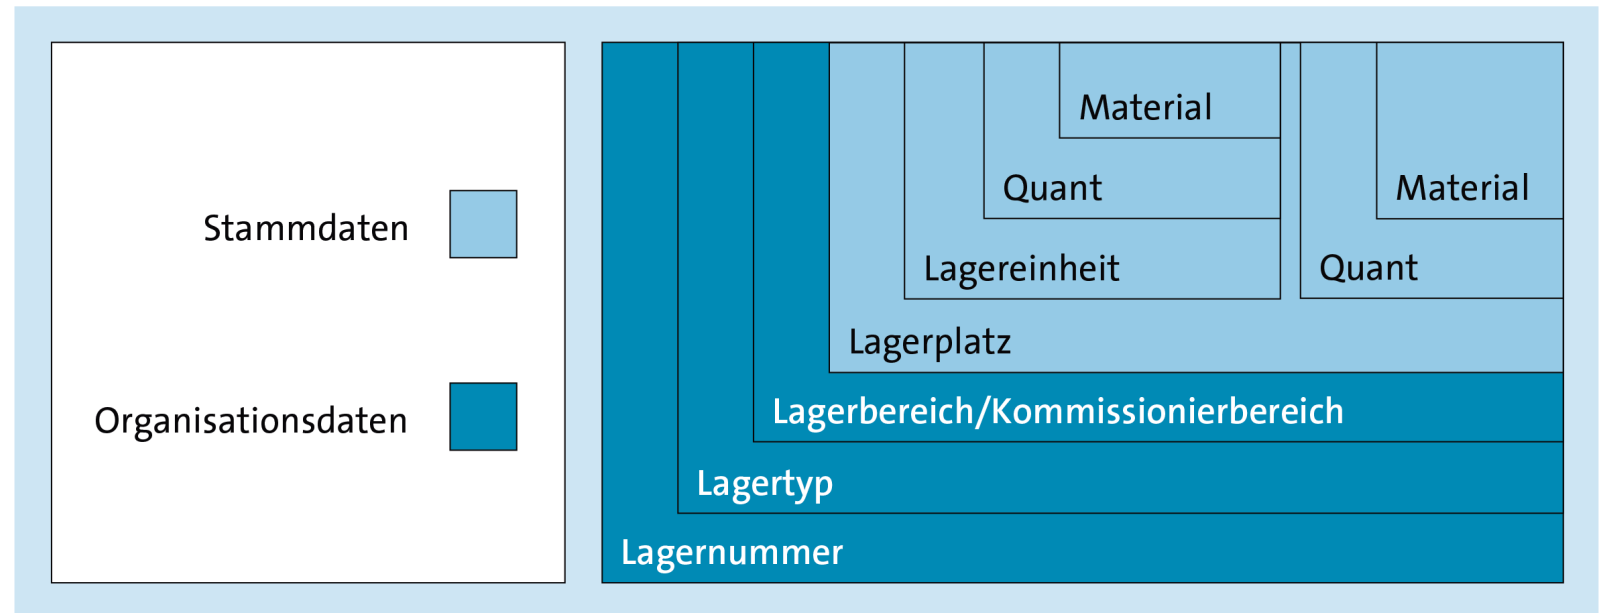 Stammdaten
Organisationsdaten
Material
Quant
Lagereinheit
Material
Quant
Lagerplatz
Lagerbereich/Kommissionierbereich
Lagertyp
Lagernummer